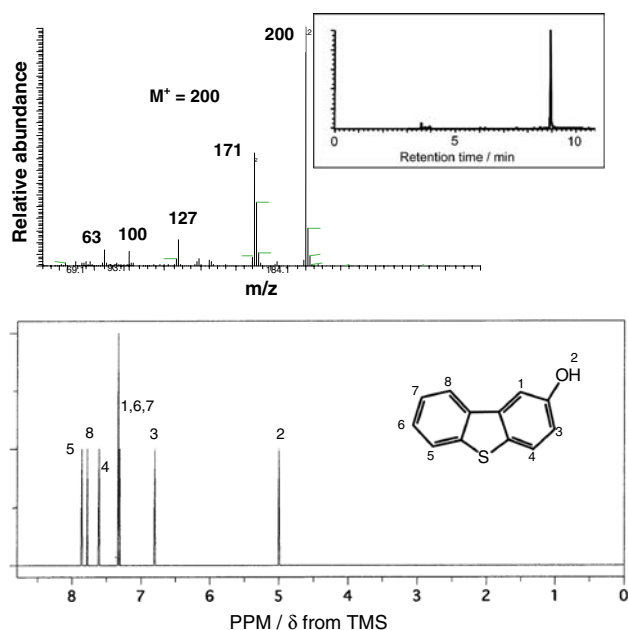 Relative abundance
M+ = 200
200
171
127
100
63
69.1
93.1
184.1
m/z
0 5 10
Retention time / min
5
8
4
1,6,7
3
2
8 7 6 5 4 3 2 1 0
PPM / δ from TMS
2
OH
1
8
7
6
5
S
4
3